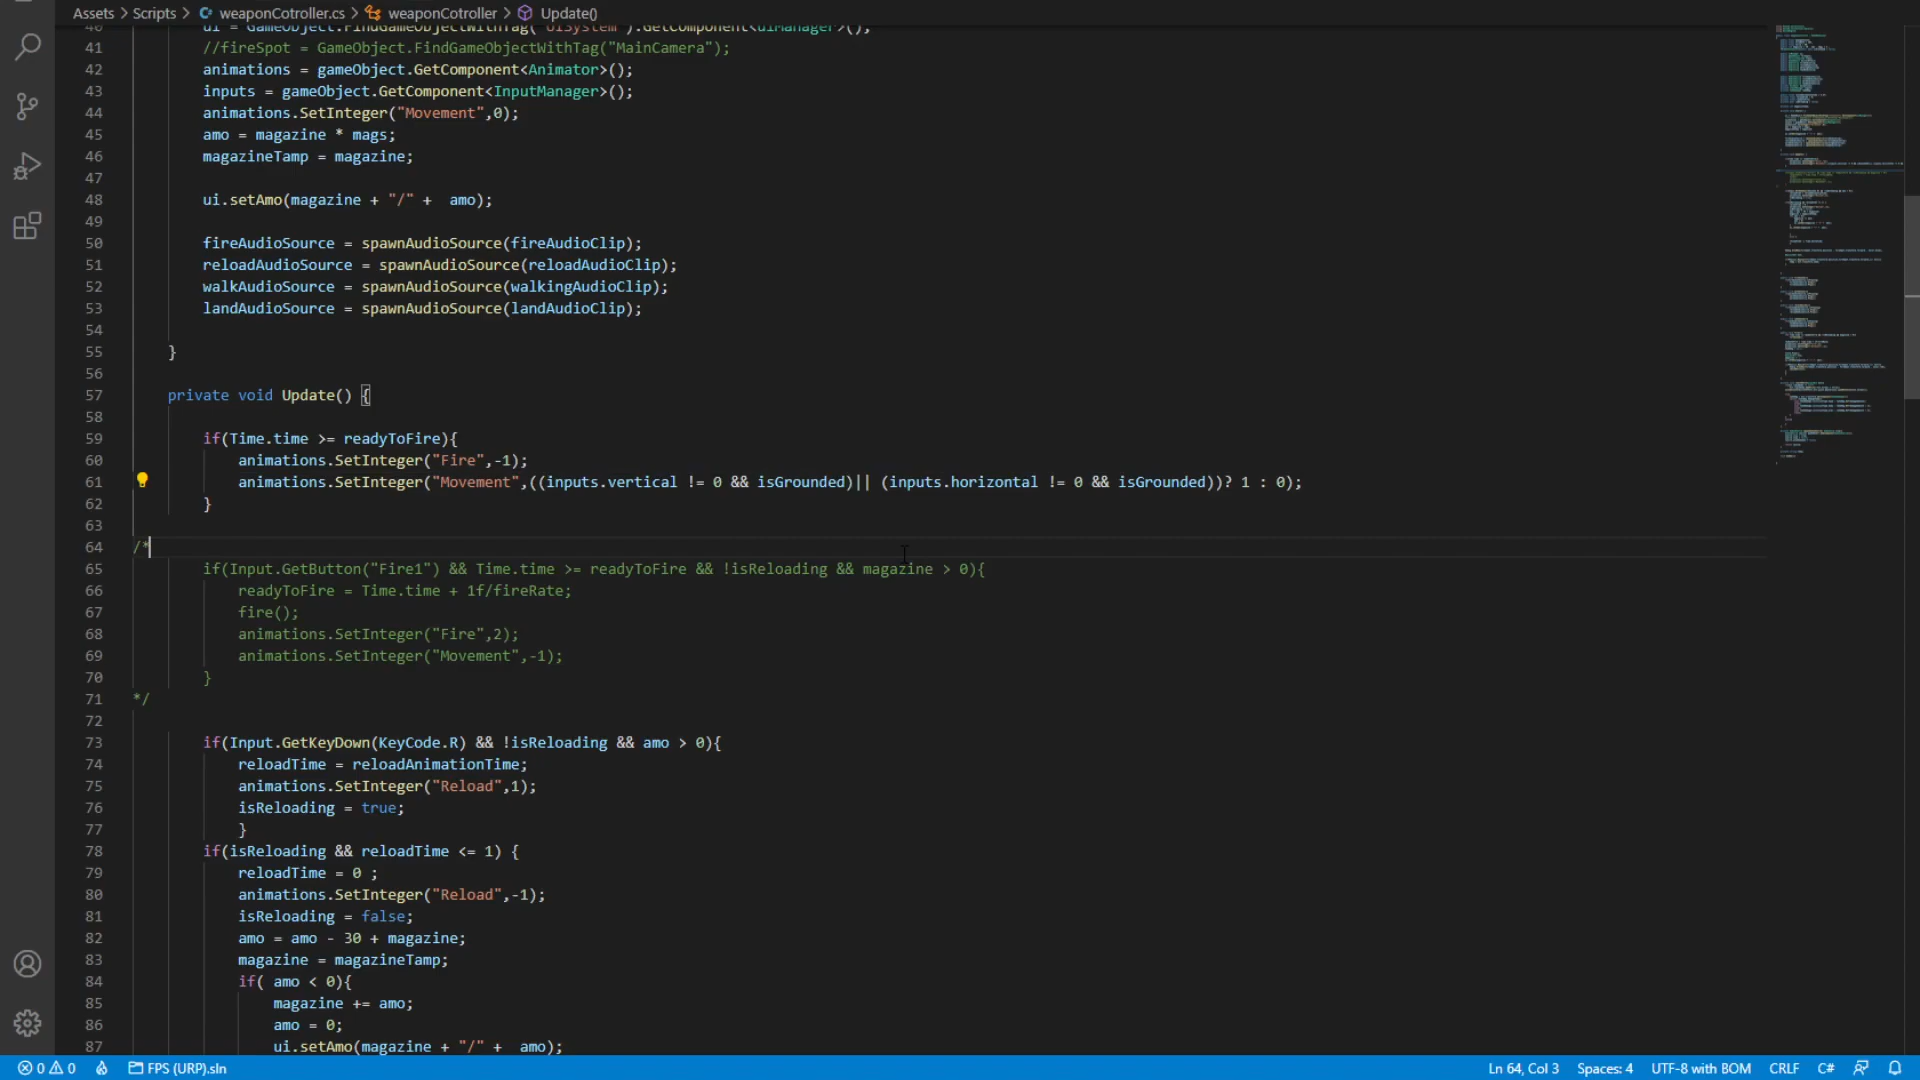 Assets > Scripts > weaponCotroller.cs > weaponCotroller > Update()
40 ui = GameObject.FindGameObjectWithTag("uiSystem").GetComponent<uiManager>();
41 //fireSpot = GameObject.FindGameObjectWithTag("MainCamera");
42 animations = gameObject.GetComponent<Animator>();
43 inputs = gameObject.GetComponent<InputManager>();
44 animations.SetInteger("Movement",0);
45 amo = magazine * mags;
46 magazineTamp = magazine;
47
48 ui.setAmo(magazine + "/" +  amo);
49
50 fireAudioSource = spawnAudioSource(fireAudioClip);
51 reloadAudioSource = spawnAudioSource(reloadAudioClip);
52 walkAudioSource = spawnAudioSource(walkingAudioClip);
53 landAudioSource = spawnAudioSource(landAudioClip);
54
55 }
56
57 private void Update() {
58
59 if(Time.time >= readyToFire){
60 animations.SetInteger("Fire",-1);
61 animations.SetInteger("Movement",((inputs.vertical != 0 && isGrounded)|| (inputs.horizontal != 0 && isGrounded))? 1 : 0);
62 }
63
64 /*
65 if(Input.GetButton("Fire1") && Time.time >= readyToFire && !isReloading && magazine > 0){
66 readyToFire = Time.time + 1f/fireRate;
67 fire();
68 animations.SetInteger("Fire",2);
69 animations.SetInteger("Movement",-1);
70 }
71 */
72
73 if(Input.GetKeyDown(KeyCode.R) && !isReloading && amo > 0){
74 reloadTime = reloadAnimationTime;
75 animations.SetInteger("Reload",1);
76 isReloading = true;
77 }
78 if(isReloading && reloadTime <= 1) {
79 reloadTime = 0 ;
80 animations.SetInteger("Reload",-1);
81 isReloading = false;
82 amo = amo - 30 + magazine;
83 magazine = magazineTamp;
84 if( amo < 0){
85 magazine += amo;
86 amo = 0;
87 ui.setAmo(magazine + "/" +  amo);
0 0 FPS (URP).sln Ln 64, Col 3 Spaces: 4 UTF-8 with BOM CRLF C#